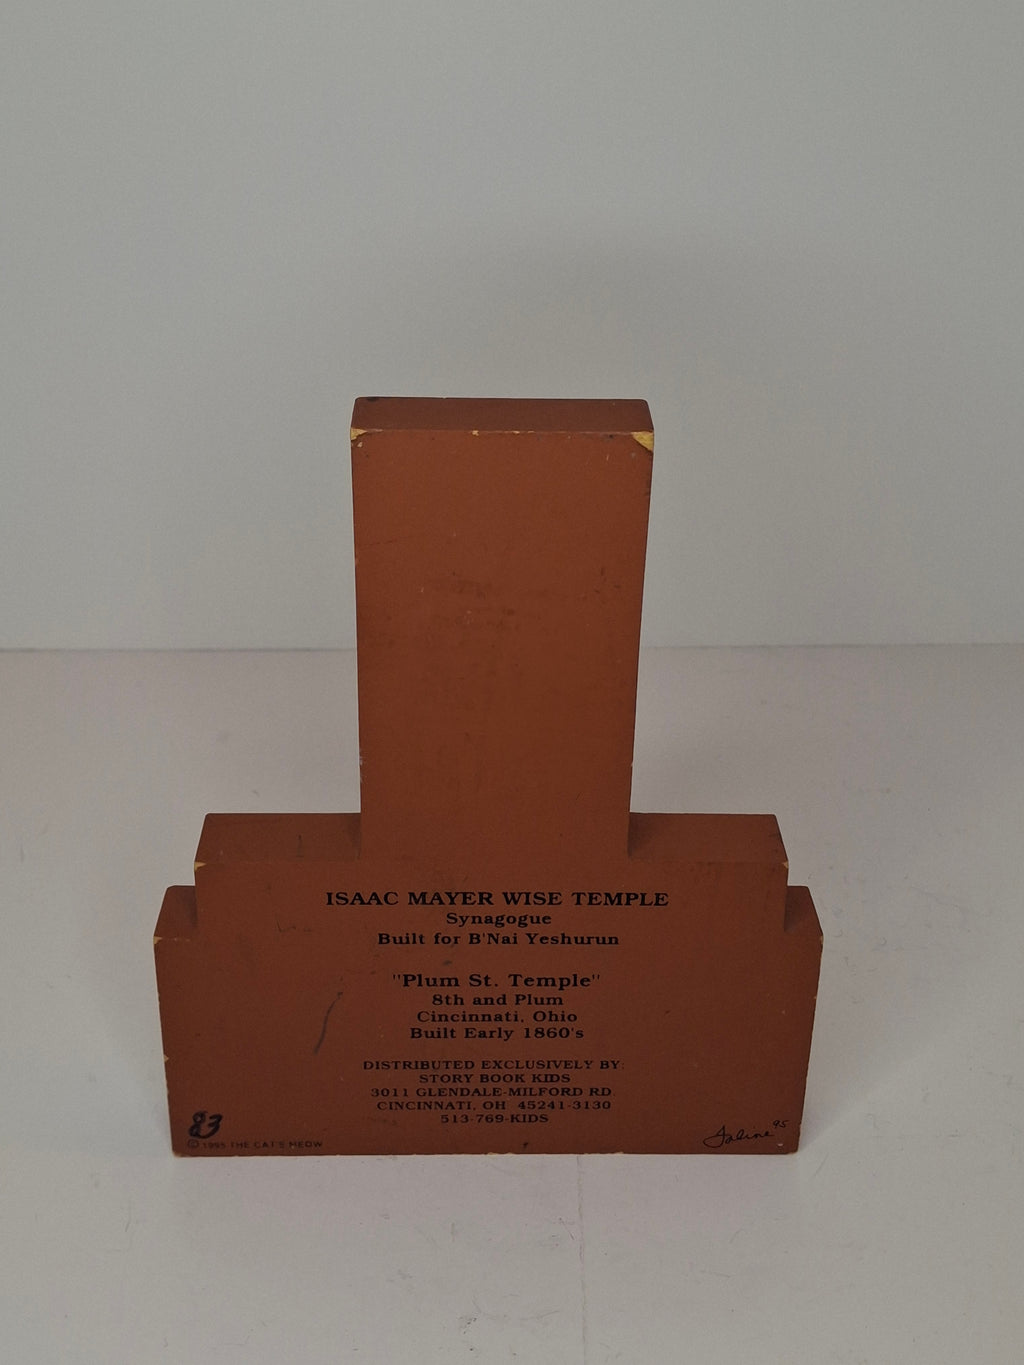 ISAAC MAYER WISE TEMPLE
Synagogue
Built for B'Nai Yeshurun
"Plum St. Temple"
8th and Plum
Cincinnati, Ohio
Built Early 1860's
DISTRIBUTED EXCLUSIVELY BY:
STORY BOOK KIDS
3011 GLENDALE-MILFORD RD.
CINCINNATI, OH 45241-3130
513-769-KIDS
83
© 1995 THE CAT'S MEOW
Faline 95